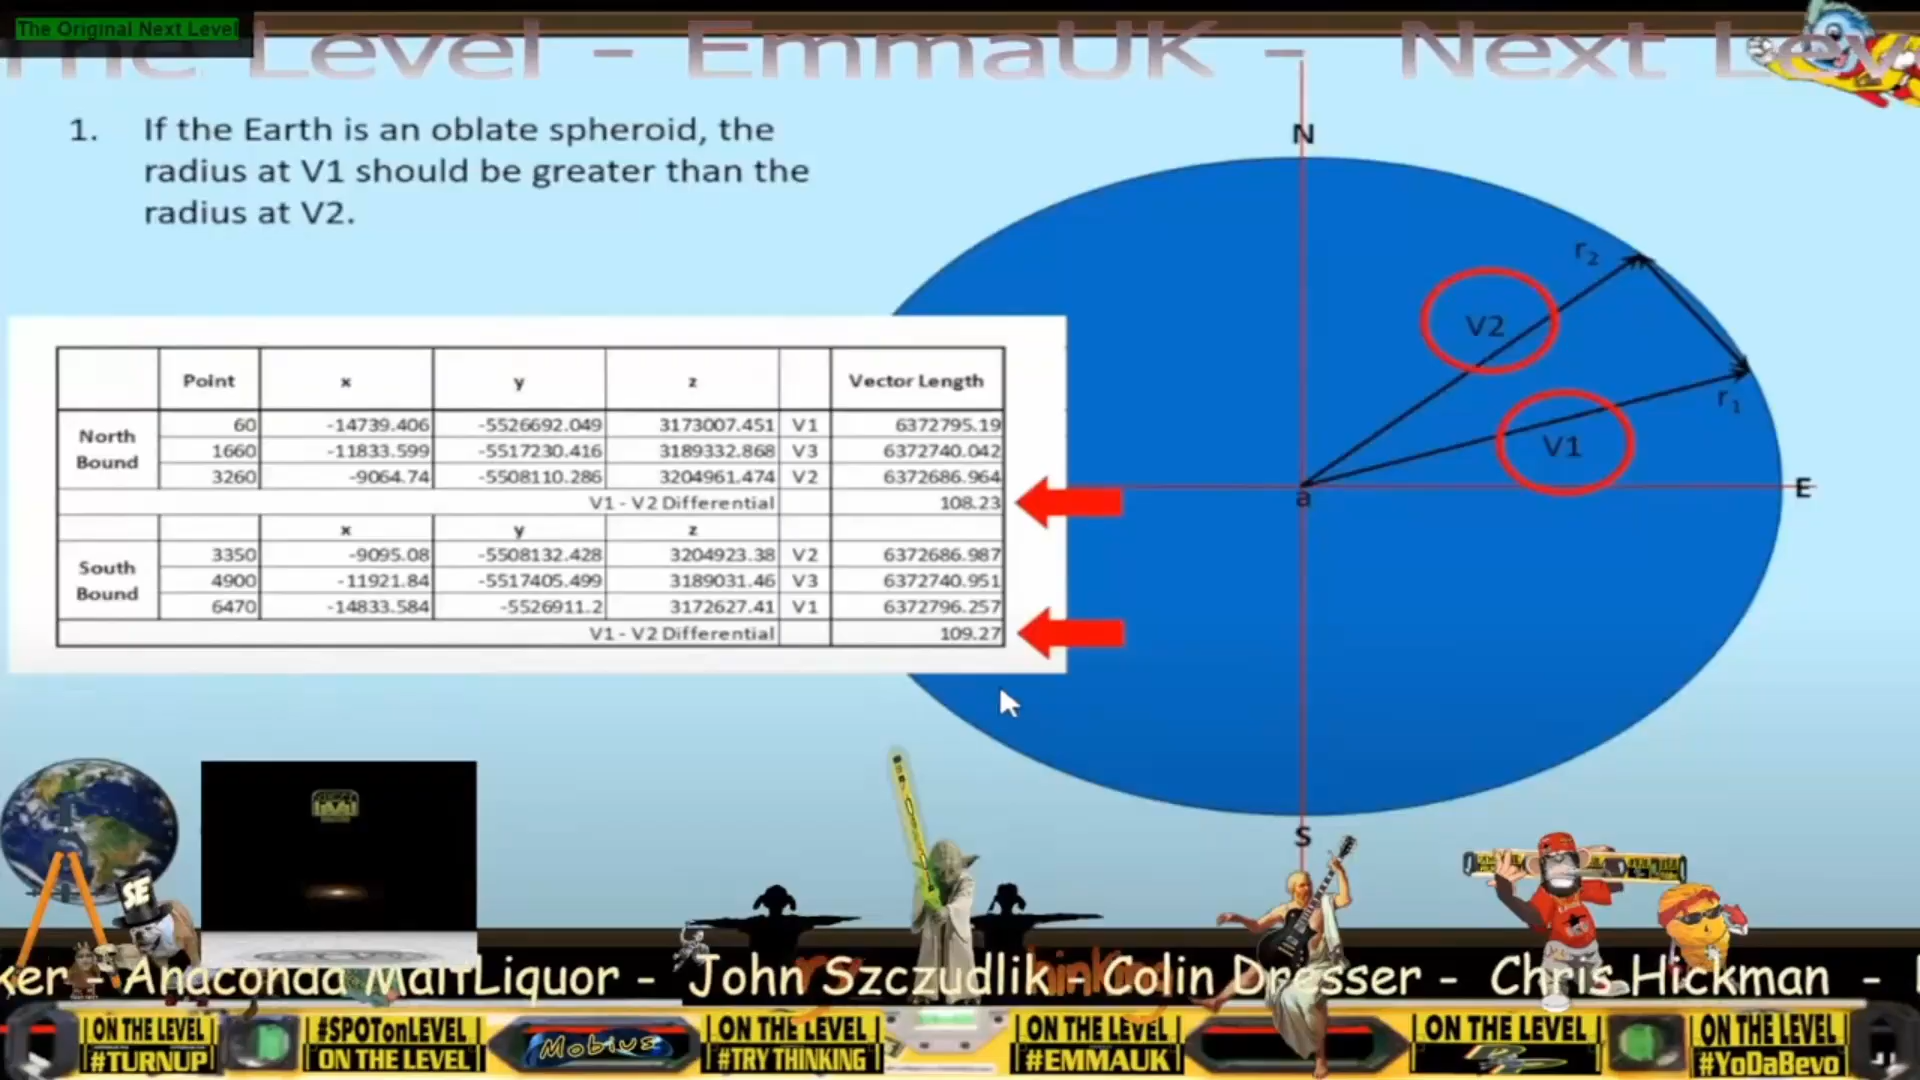 The Original Next Level
The Level - EmmaUK - Next Lev
1. If the Earth is an oblate spheroid, the
radius at V1 should be greater than the
radius at V2.
N
r2
V2
r1
V1
a
E
S
Point x y z Vector Length
North Bound
60 -14739.406 -5526692.049 3173007.451 V1 6372795.19
1660 -11833.599 -5517230.416 3189332.868 V3 6372740.042
3260 -9064.74 -5508110.286 3204961.474 V2 6372686.964
V1 - V2 Differential 108.23
x y z
South Bound
3350 -9095.08 -5508132.428 3204923.38 V2 6372686.987
4900 -11921.84 -5517405.499 3189031.46 V3 6372740.951
6470 -14833.584 -5526911.2 3172627.41 V1 6372796.257
V1 - V2 Differential 109.27
SE
ker - Anaconda MaltLiquor - John Szczudlik - Colin Dresser - Chris Hickman -
ON THE LEVEL
#TURNUP
#SPOTonLEVEL
ON THE LEVEL
Mobius
ON THE LEVEL
#TRY THINKING
ON THE LEVEL
#EMMAUK
ON THE LEVEL
ON THE LEVEL
#YoDaBevo